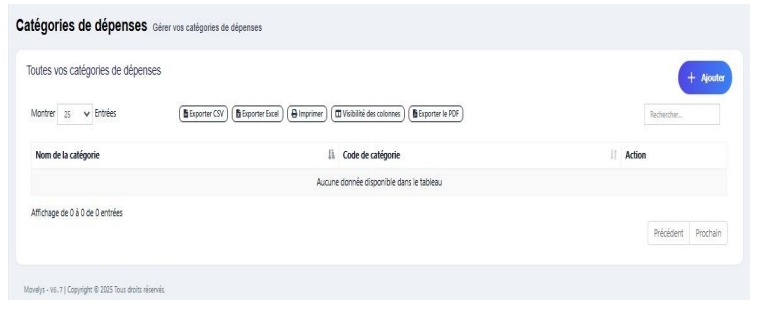 Catégories de dépenses Gérer vos catégories de dépenses
Toutes vos catégories de dépenses
+ Ajouter
Montrer 25 Entrées Exporter CSV Exporter Excel Imprimer Visibilité des colonnes Exporter le PDF Rechercher...
Nom de la catégorie Code de catégorie Action
Aucune donnée disponible dans le tableau
Affichage de 0 à 0 de 0 entrées
Précédent Prochain
Movelys - V6.7 | Copyright © 2025 Tous droits réservés.